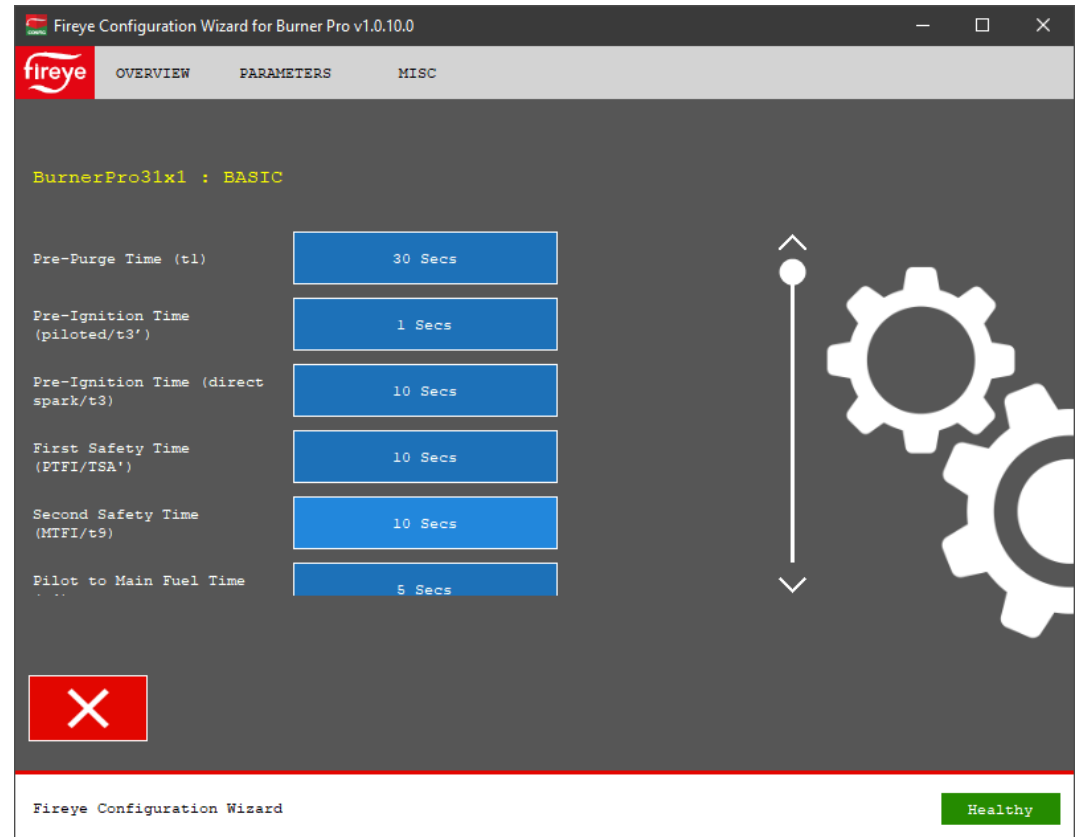 Fireye Configuration Wizard for Burner Pro v1.0.10.0
fireye OVERVIEW PARAMETERS MISC
BurnerPro31x1 : BASIC
Pre-Purge Time (t1) 30 Secs
Pre-Ignition Time
(piloted/t3’) 1 Secs
Pre-Ignition Time (direct
spark/t3) 10 Secs
First Safety Time
(PTFI/TSA') 10 Secs
Second Safety Time
(MTFI/t9) 10 Secs
Pilot to Main Fuel Time
5 Secs
Fireye Configuration Wizard Healthy